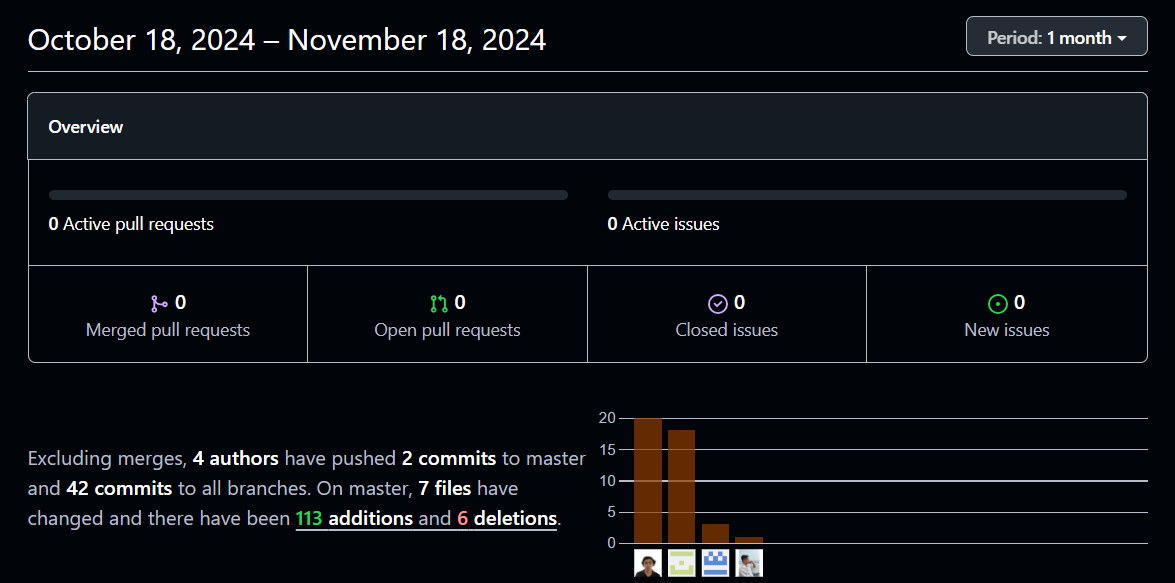 October 18, 2024 – November 18, 2024
Period: 1 month
Overview
0 Active pull requests
0 Active issues
0
Merged pull requests
0
Open pull requests
0
Closed issues
0
New issues
Excluding merges, 4 authors have pushed 2 commits to master
and 42 commits to all branches. On master, 7 files have
changed and there have been 113 additions and 6 deletions.
20
15
10
5
0